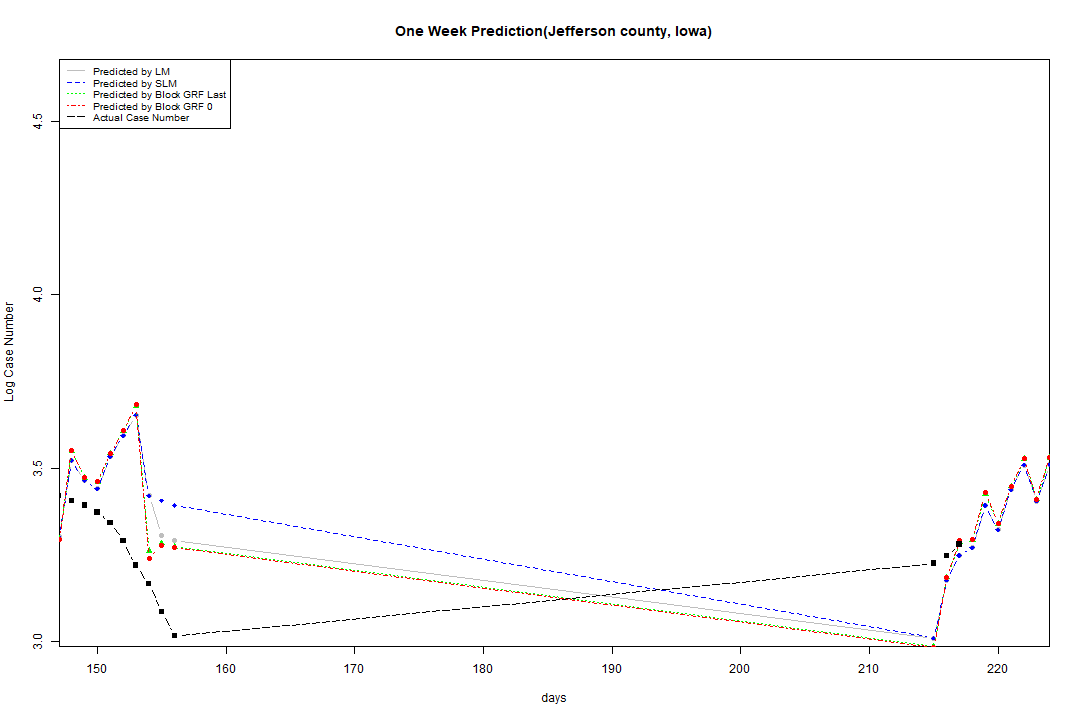 One Week Prediction(Jefferson county, Iowa)
Predicted by LM
Predicted by SLM
Predicted by Block GRF Last
Predicted by Block GRF 0
Actual Case Number
4.5
4.0
3.5
3.0
Log Case Number
150 160 170 180 190 200 210 220
days